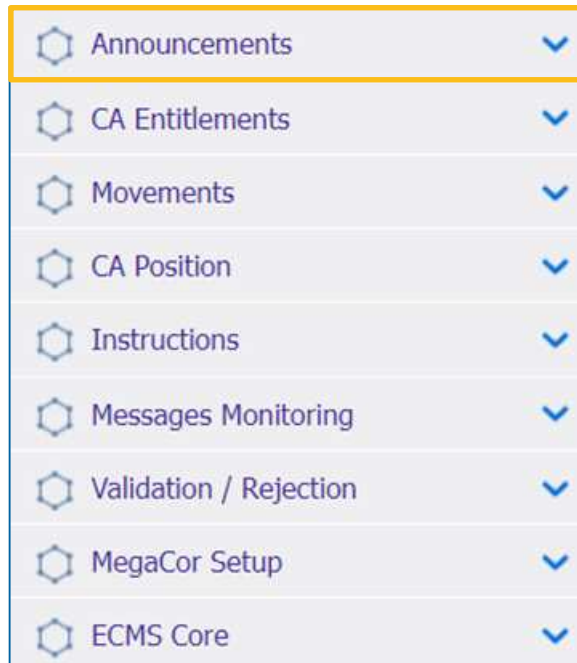 Announcements
CA Entitlements
Movements
CA Position
Instructions
Messages Monitoring
Validation / Rejection
MegaCor Setup
ECMS Core